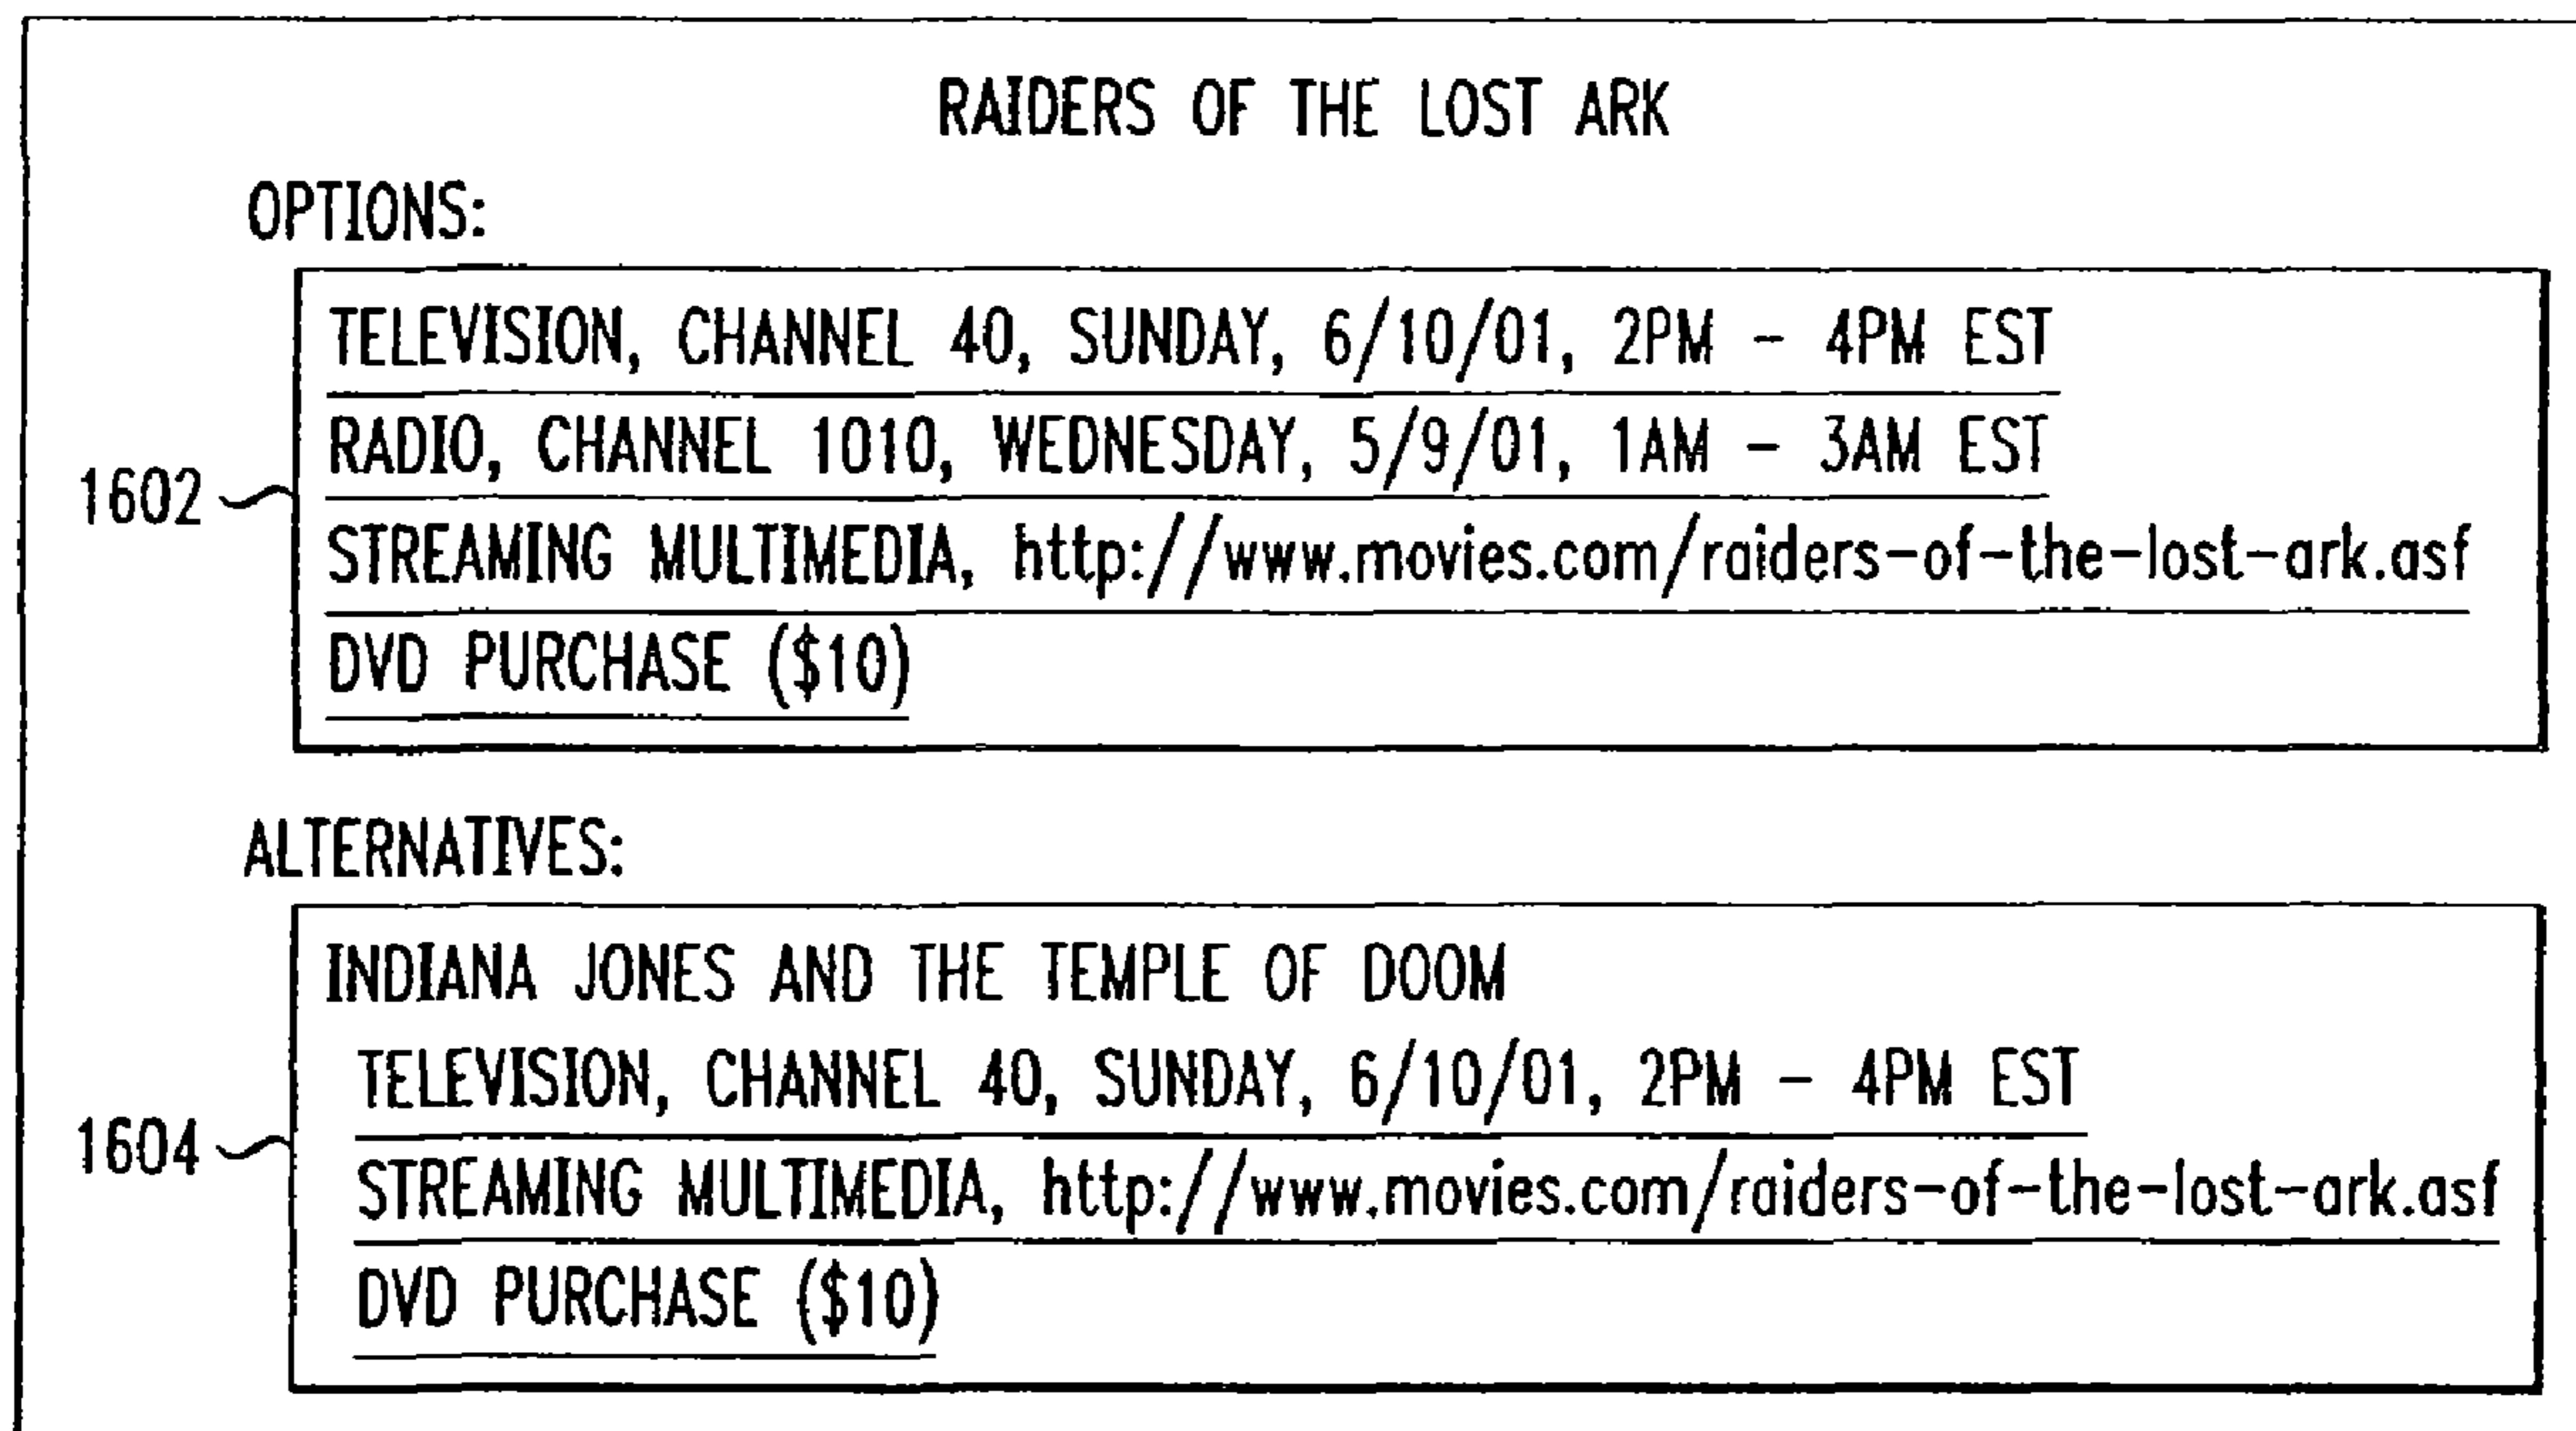 RAIDERS OF THE LOST ARK
OPTIONS:
TELEVISION, CHANNEL 40, SUNDAY, 6/10/01, 2PM – 4PM EST
RADIO, CHANNEL 1010, WEDNESDAY, 5/9/01, 1AM – 3AM EST
1602
STREAMING MULTIMEDIA, http://www.movies.com/raiders-of-the-lost-ark.asf
DVD PURCHASE ($10)
ALTERNATIVES:
INDIANA JONES AND THE TEMPLE OF DOOM
TELEVISION, CHANNEL 40, SUNDAY, 6/10/01, 2PM – 4PM EST
1604
STREAMING MULTIMEDIA, http://www.movies.com/raiders-of-the-lost-ark.asf
DVD PURCHASE ($10)